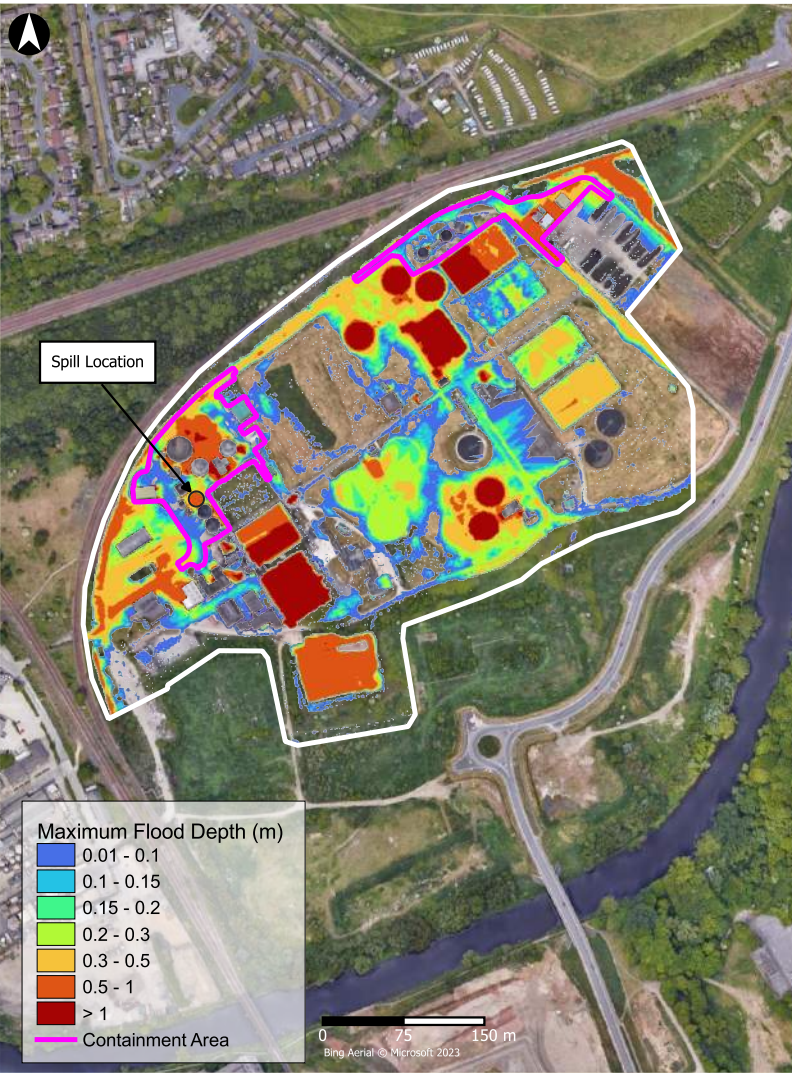 Spill Location
Maximum Flood Depth (m)
0.01 - 0.1
0.1 - 0.15
0.15 - 0.2
0.2 - 0.3
0.3 - 0.5
0.5 - 1
> 1
Containment Area
0 75 150 m
Bing Aerial © Microsoft 2023